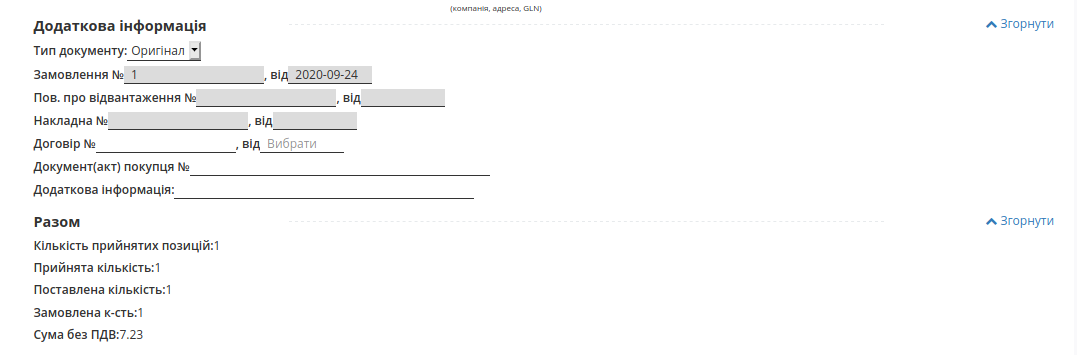 (компанія, адреса, GLN)
Додаткова інформація Згорнути
Тип документу: Оригінал
Замовлення № 1 , від 2020-09-24
Пов. про відвантаження № , від
Накладна № , від
Договір № , від Вибрати
Документ(акт) покупця №
Додаткова інформація:
Разом Згорнути
Кількість прийнятих позицій:1
Прийнята кількість:1
Поставлена кількість:1
Замовлена к-сть:1
Сума без ПДВ:7.23